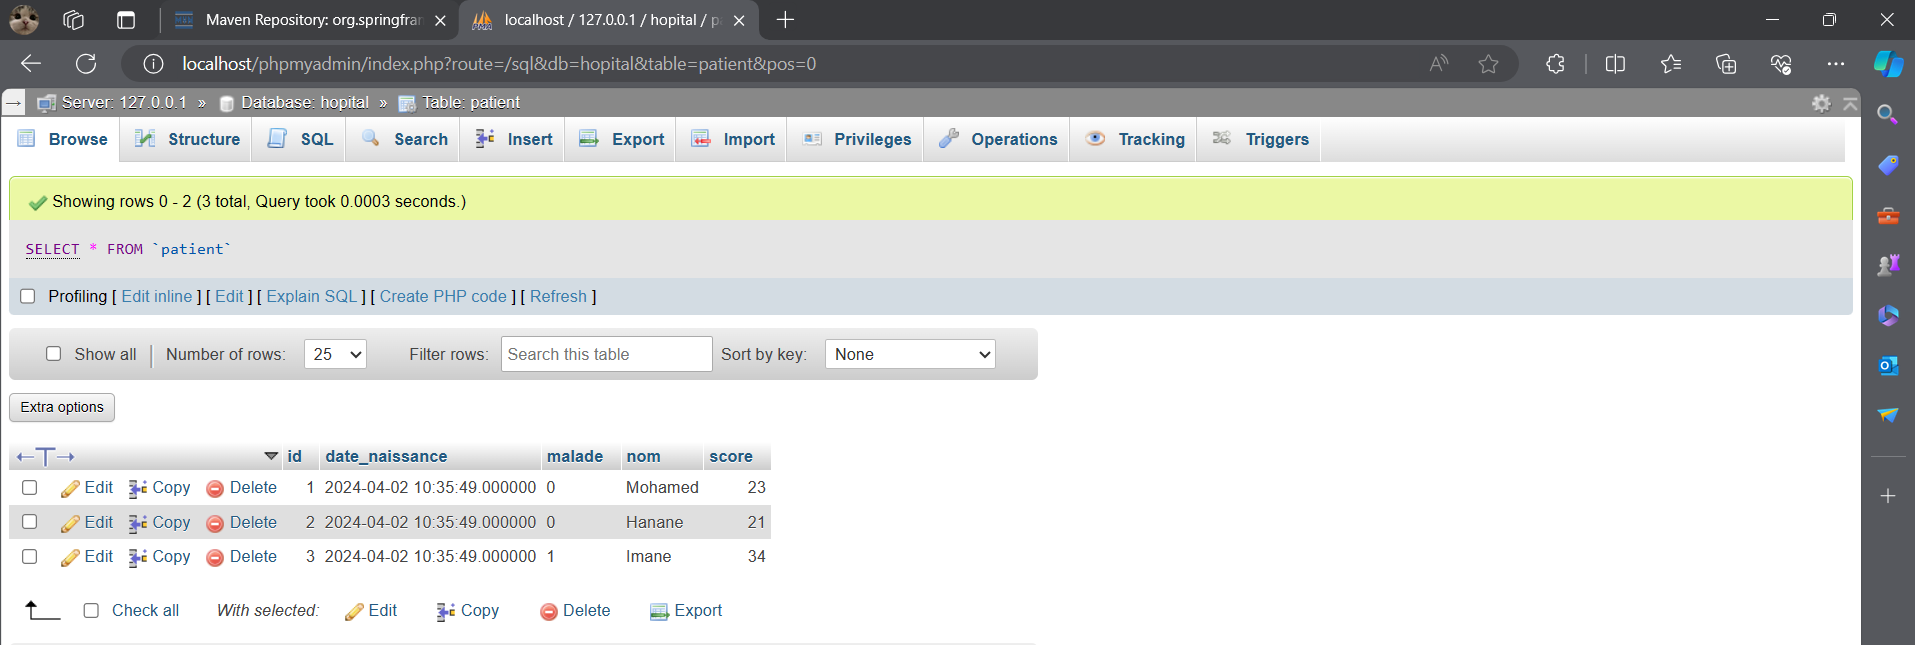 Maven Repository: org.springfra
localhost / 127.0.0.1 / hopital / p
localhost/phpmyadmin/index.php?route=/sql&db=hopital&table=patient&pos=0
Server: 127.0.0.1 » Database: hopital » Table: patient
Browse Structure SQL Search Insert Export Import Privileges Operations Tracking Triggers
Showing rows 0 - 2 (3 total, Query took 0.0003 seconds.)
SELECT * FROM `patient`
Profiling [ Edit inline ] [ Edit ] [ Explain SQL ] [ Create PHP code ] [ Refresh ]
Show all | Number of rows: 25 Filter rows: Search this table Sort by key: None
Extra options
id date_naissance malade nom score
Edit Copy Delete 1 2024-04-02 10:35:49.000000 0 Mohamed 23
Edit Copy Delete 2 2024-04-02 10:35:49.000000 0 Hanane 21
Edit Copy Delete 3 2024-04-02 10:35:49.000000 1 Imane 34
Check all With selected: Edit Copy Delete Export